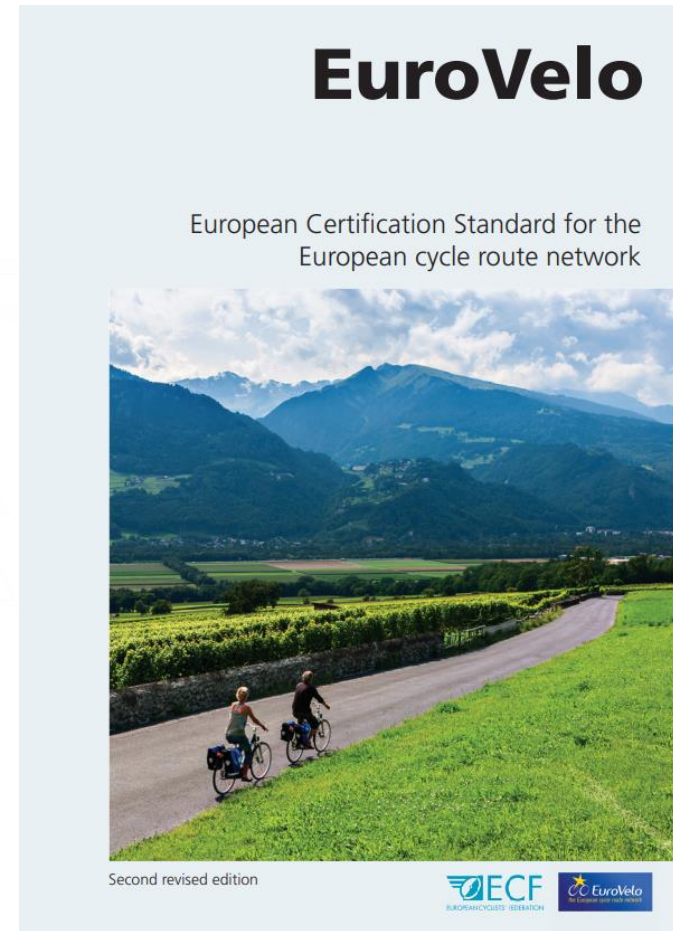 EuroVelo
European Certification Standard for the
European cycle route network
Second revised edition
ECF
EUROPEAN CYCLISTS' FEDERATION
EuroVelo
the European cycle route network